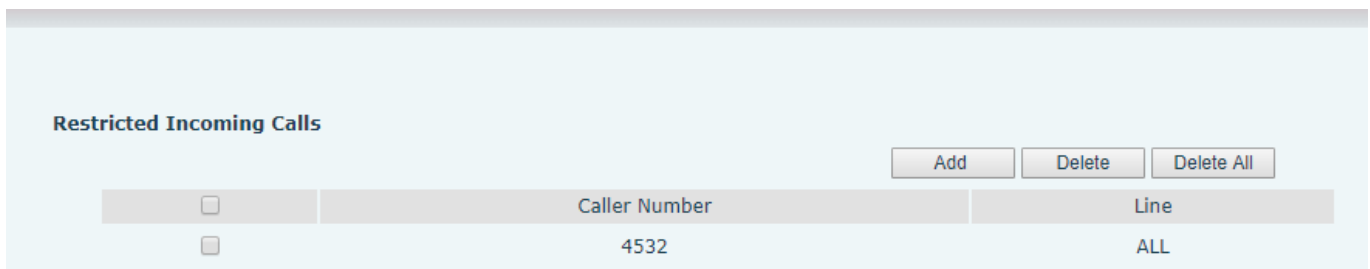 Restricted Incoming Calls
Add Delete Delete All
Caller Number Line
4532 ALL